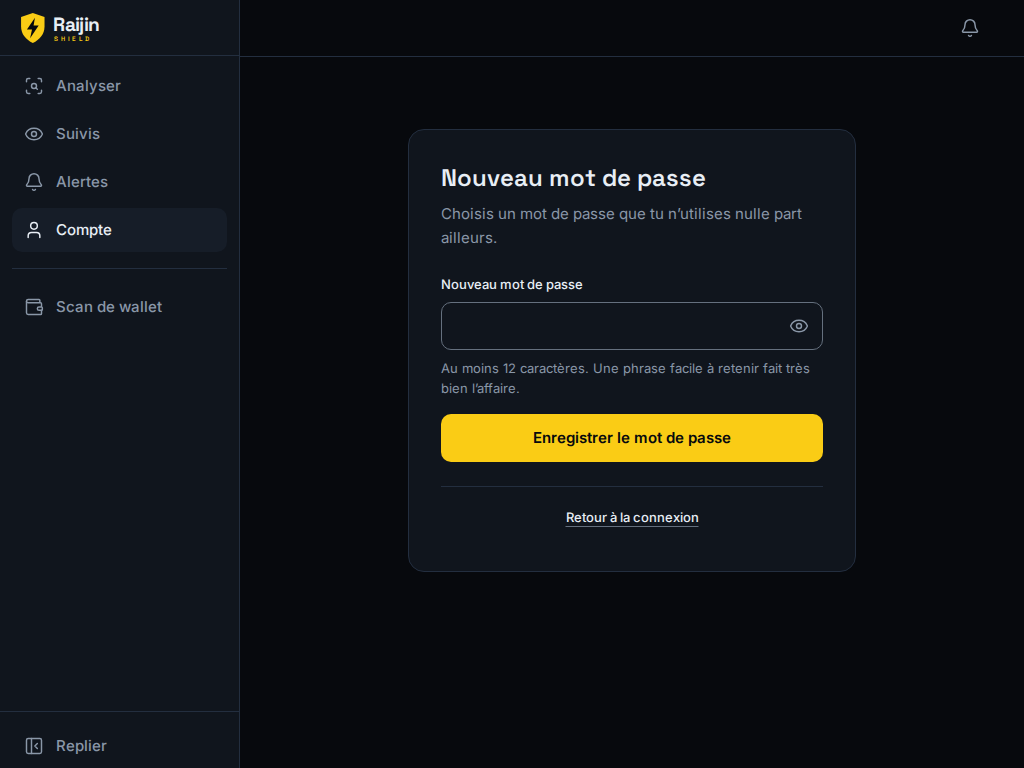 Raijin
SHIELD
Analyser
Suivis
Alertes
Compte
Scan de wallet
Replier
Nouveau mot de passe
Choisis un mot de passe que tu n’utilises nulle part
ailleurs.
Nouveau mot de passe
Au moins 12 caractères. Une phrase facile à retenir fait très
bien l’affaire.
Enregistrer le mot de passe
Retour à la connexion